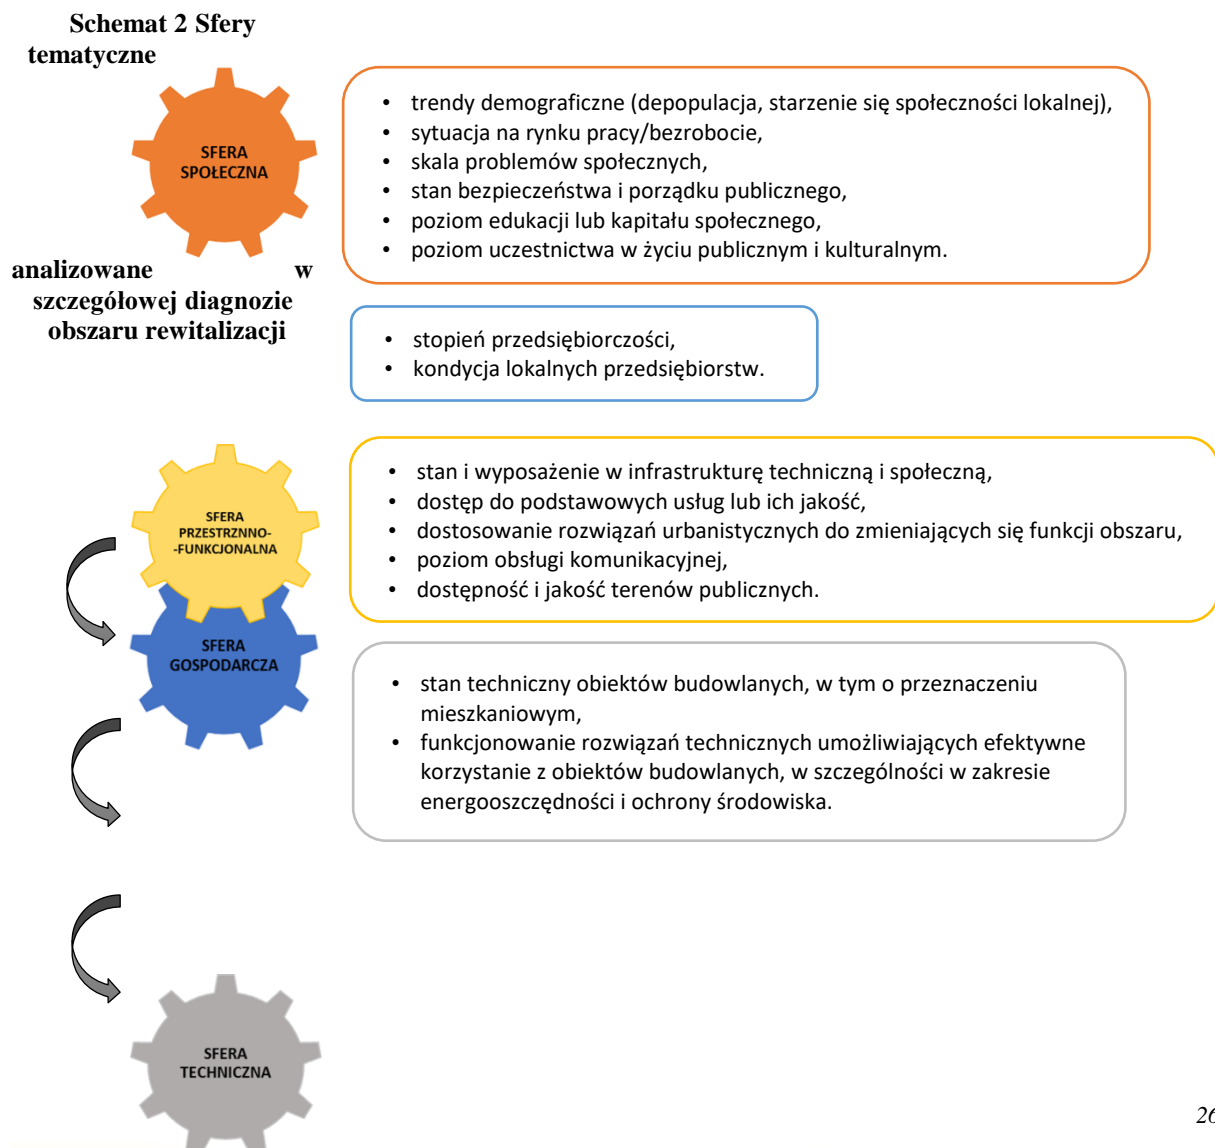 Schemat 2 Sfery
tematyczne
SFERA
SPOŁECZNA
• trendy demograficzne (depopulacja, starzenie się społeczności lokalnej),
• sytuacja na rynku pracy/bezrobocie,
• skala problemów społecznych,
• stan bezpieczeństwa i porządku publicznego,
• poziom edukacji lub kapitału społecznego,
• poziom uczestnictwa w życiu publicznym i kulturalnym.
analizowane w
szczegółowej diagnozie
obszaru rewitalizacji
• stopień przedsiębiorczości,
• kondycja lokalnych przedsiębiorstw.
SFERA
PRZESTRZNNO-
-FUNKCJONALNA
• stan i wyposażenie w infrastrukturę techniczną i społeczną,
• dostęp do podstawowych usług lub ich jakość,
• dostosowanie rozwiązań urbanistycznych do zmieniających się funkcji obszaru,
• poziom obsługi komunikacyjnej,
• dostępność i jakość terenów publicznych.
SFERA
GOSPODARCZA
• stan techniczny obiektów budowlanych, w tym o przeznaczeniu
mieszkaniowym,
• funkcjonowanie rozwiązań technicznych umożliwiających efektywne
korzystanie z obiektów budowlanych, w szczególności w zakresie
energooszczędności i ochrony środowiska.
SFERA
TECHNICZNA
26